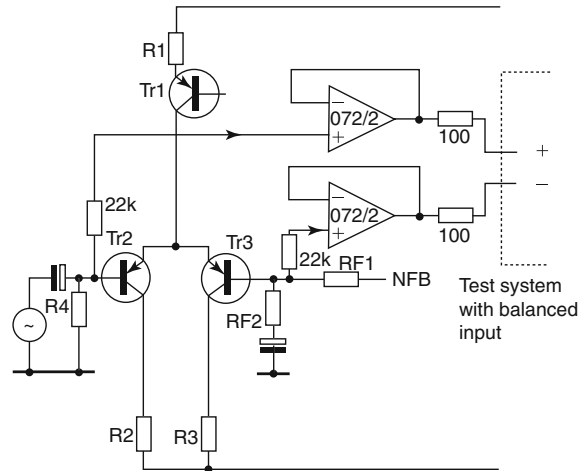 R1
Tr1
−
072/2
+
100
+
−
072/2
+
100
−
22k
Tr2
Tr3
22k
RF1
NFB
R4
~
RF2
Test system
with balanced
input
R2
R3